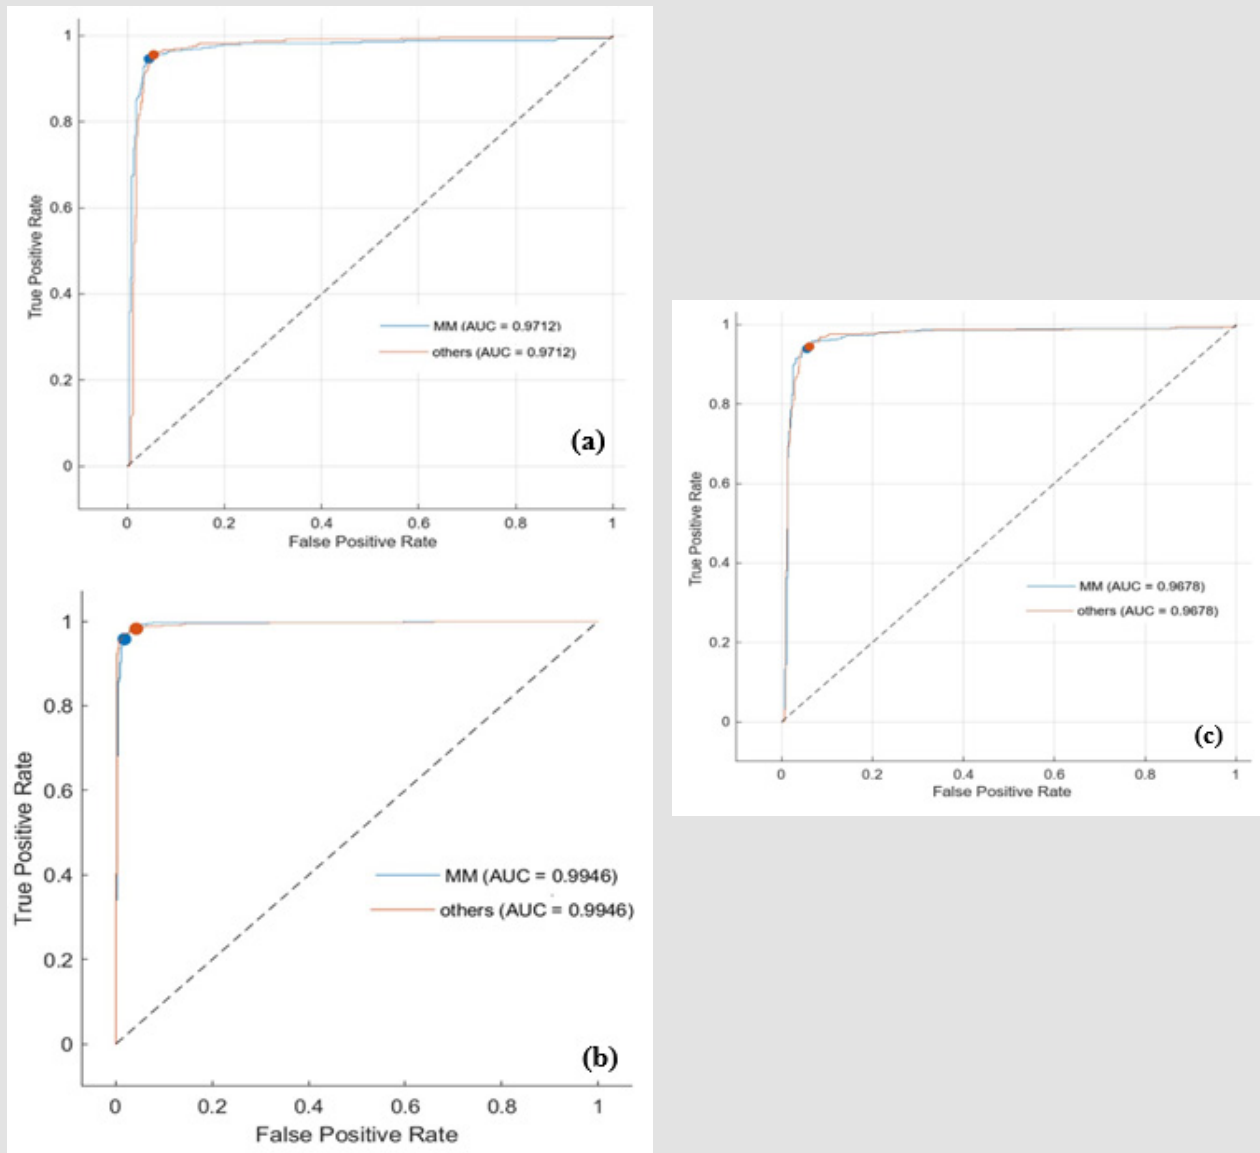 1
0.8
0.6
0.4
0.2
0
True Positive Rate
MM (AUC = 0.9712)
others (AUC = 0.9712)
(a)
0 0.2 0.4 0.6 0.8 1
False Positive Rate
1
0.8
0.6
0.4
0.2
0
True Positive Rate
MM (AUC = 0.9946)
others (AUC = 0.9946)
(b)
0 0.2 0.4 0.6 0.8 1
False Positive Rate
1
0.8
0.6
0.4
0.2
0
True Positive Rate
MM (AUC = 0.9678)
others (AUC = 0.9678)
(c)
0 0.2 0.4 0.6 0.8 1
False Positive Rate